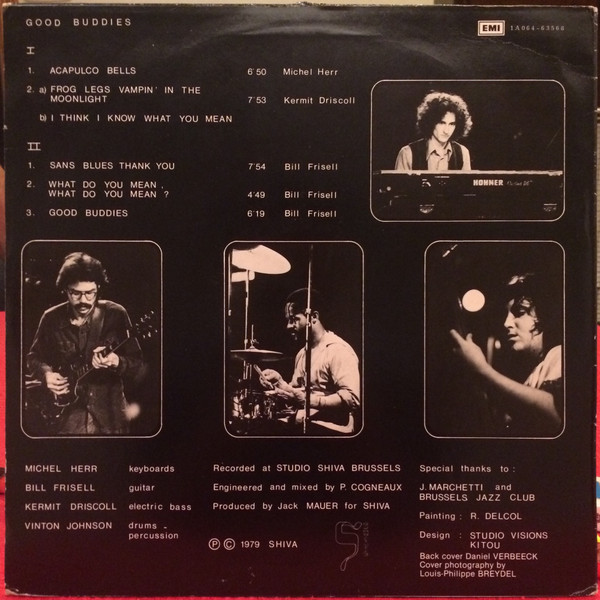 GOOD BUDDIES
EMI 1A064-63568
I
1. ACAPULCO BELLS 6'50 Michel Herr
2. a) FROG LEGS VAMPIN' IN THE
MOONLIGHT 7'53 Kermit Driscoll
b) I THINK I KNOW WHAT YOU MEAN
II
1. SANS BLUES THANK YOU 7'54 Bill Frisell
2. WHAT DO YOU MEAN,
WHAT DO YOU MEAN ? 4'49 Bill Frisell
3. GOOD BUDDIES 6'19 Bill Frisell
HOHNER
MICHEL HERR keyboards
BILL FRISELL guitar
KERMIT DRISCOLL electric bass
VINTON JOHNSON drums -
percussion
Recorded at STUDIO SHIVA BRUSSELS
Engineered and mixed by P. COGNEAUX
Produced by Jack MAUER for SHIVA
Ⓟ © 1979 SHIVA
Special thanks to :
J. MARCHETTI and
BRUSSELS JAZZ CLUB
Painting : R. DELCOL
Design : STUDIO VISIONS
KITOU
Back cover Daniel VERBEECK
Cover photography by
Louis-Philippe BREYDEL